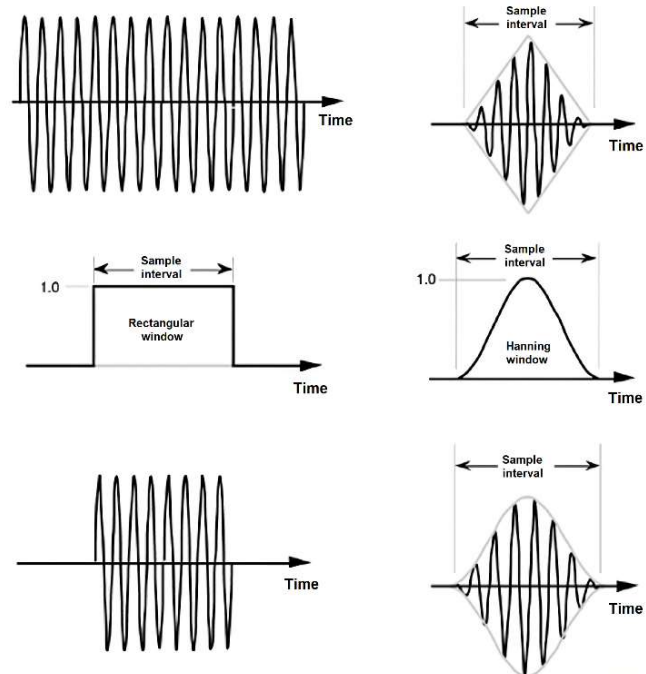 Time
Sample
interval
Time
1.0
Sample
interval
Rectangular
window
Time
1.0
Sample
interval
Hanning
window
Time
Time
Sample
interval
Time